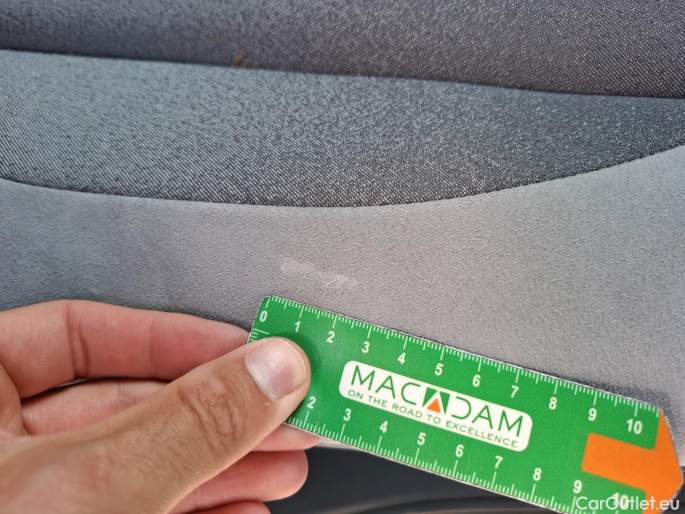 0 1 2 3 4 5 6 7 8 9 10
MACADAM
ON THE ROAD TO EXCELLENCE
2 3 4 5 6 7 8 9 10
CarOutlet.eu